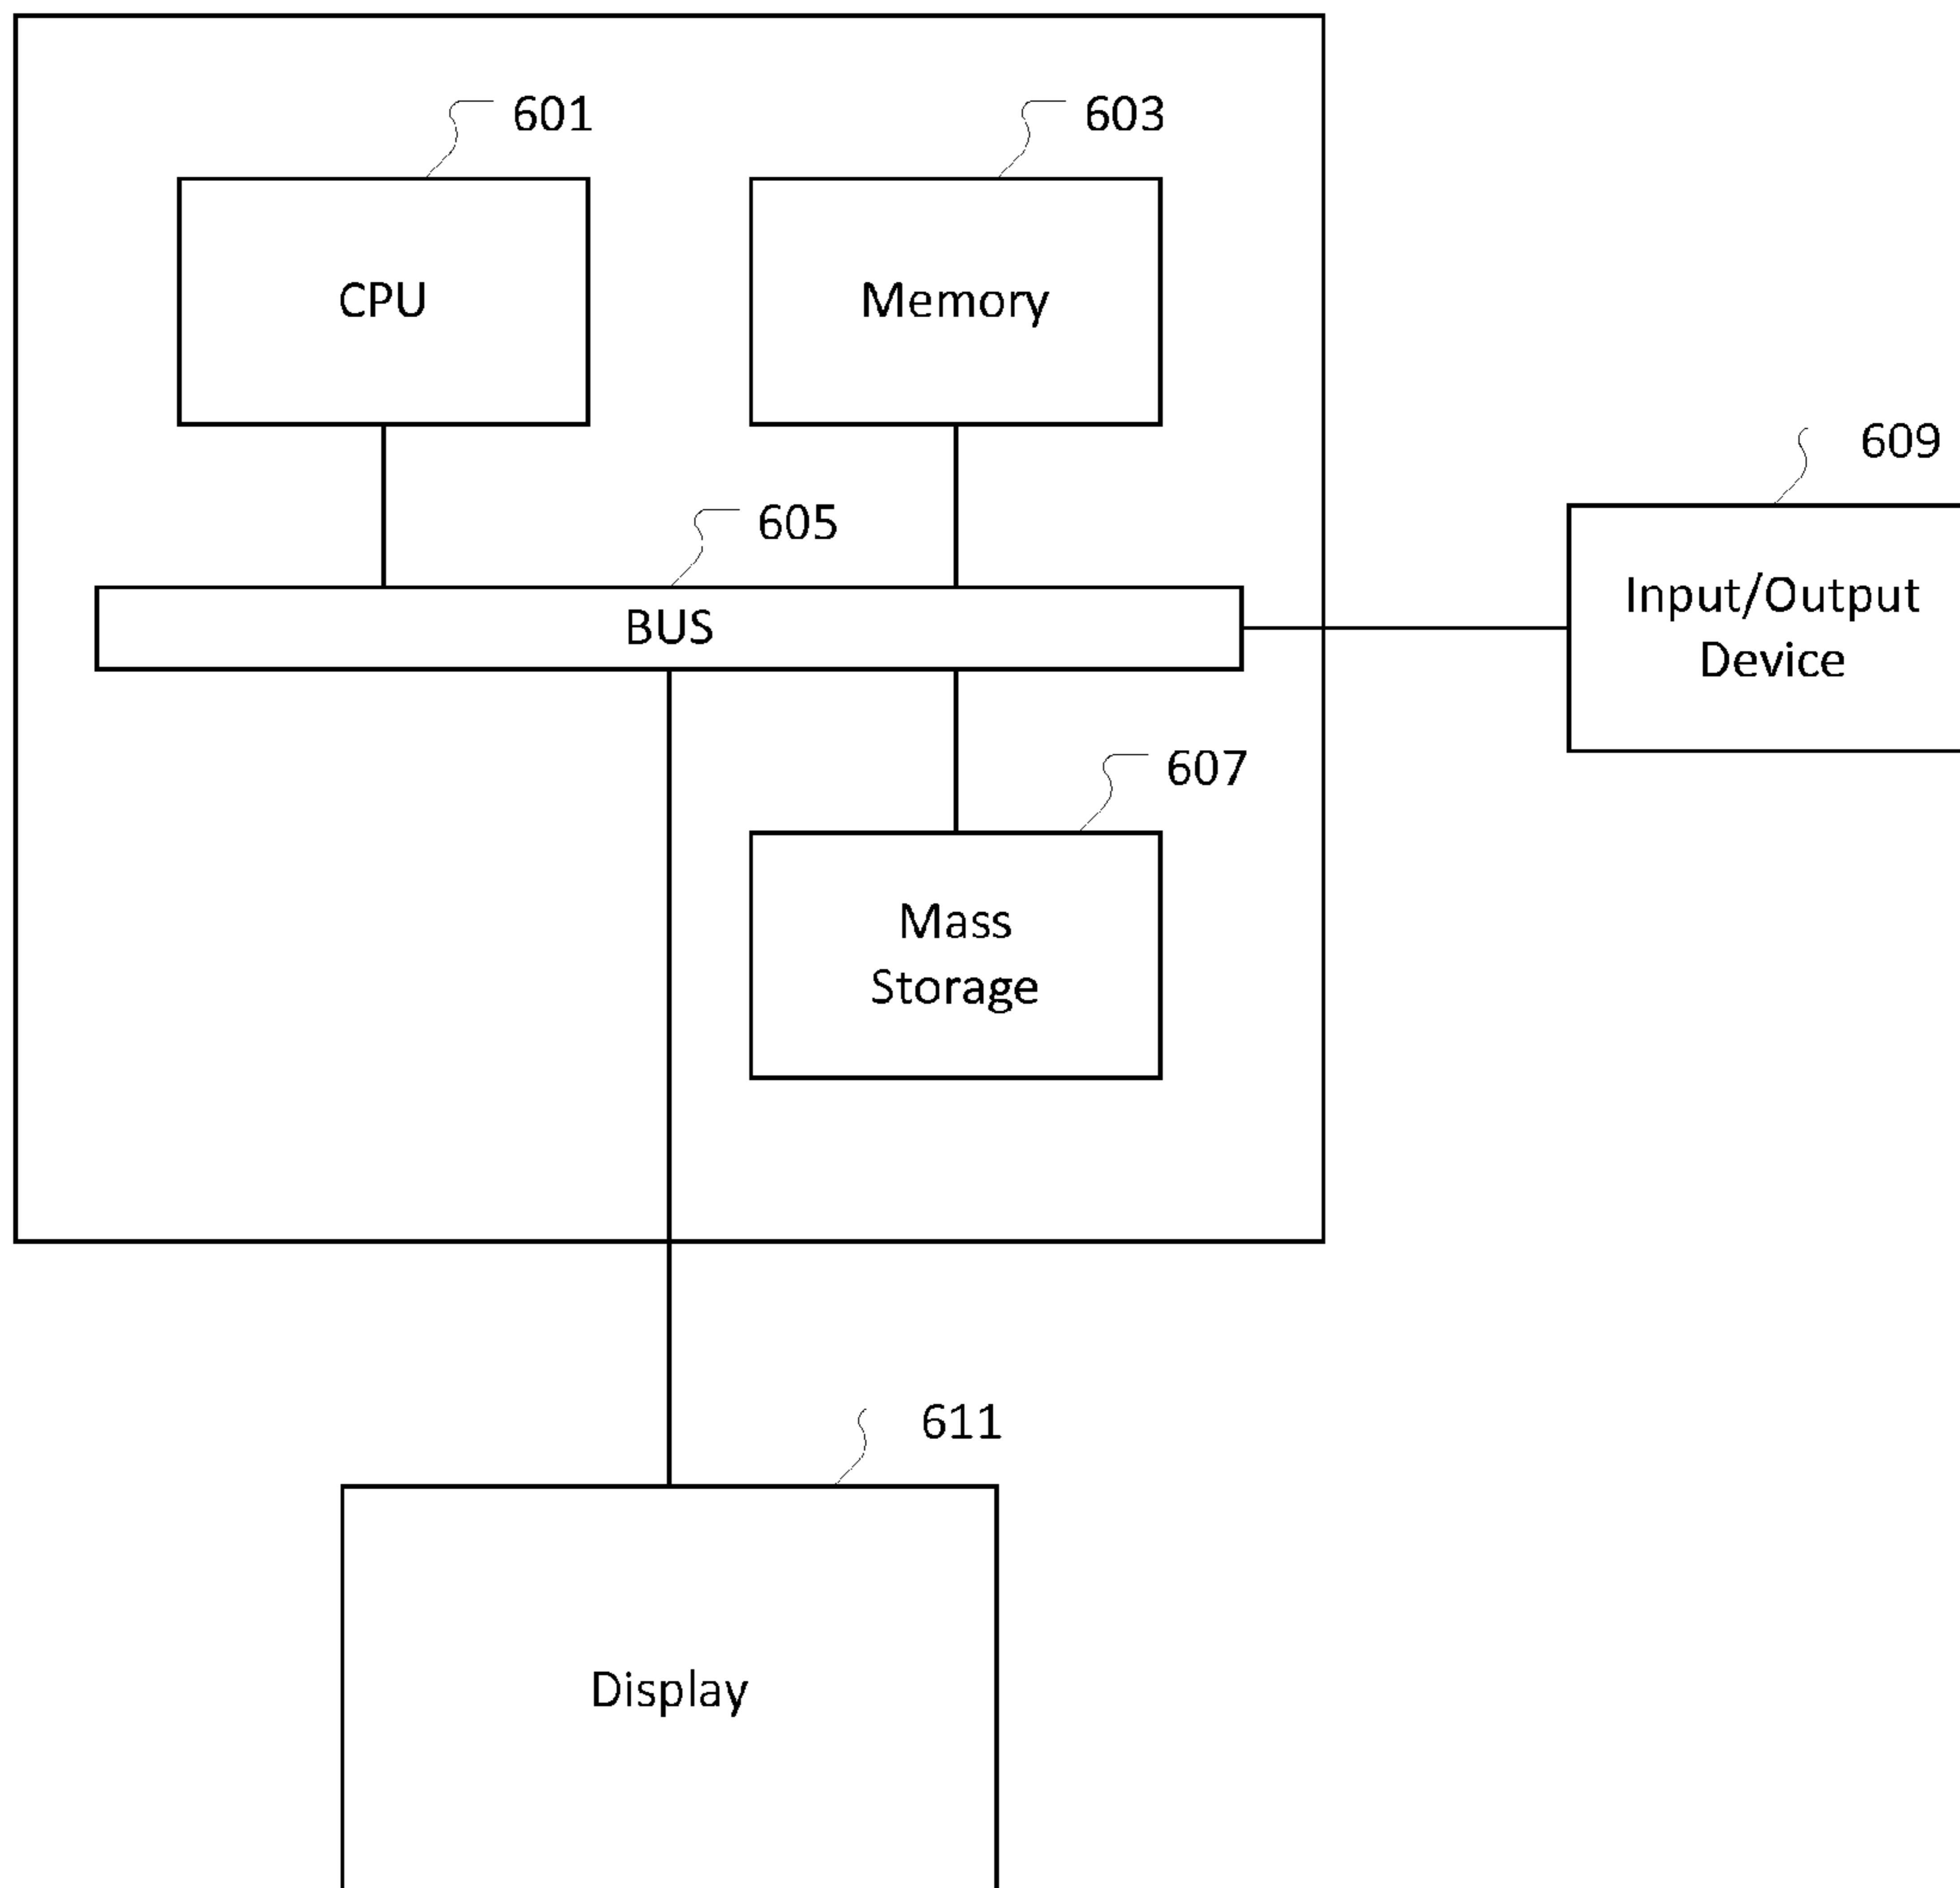 601
603
CPU
Memory
609
605
Input/Output
Device
BUS
607
Mass
Storage
611
Display